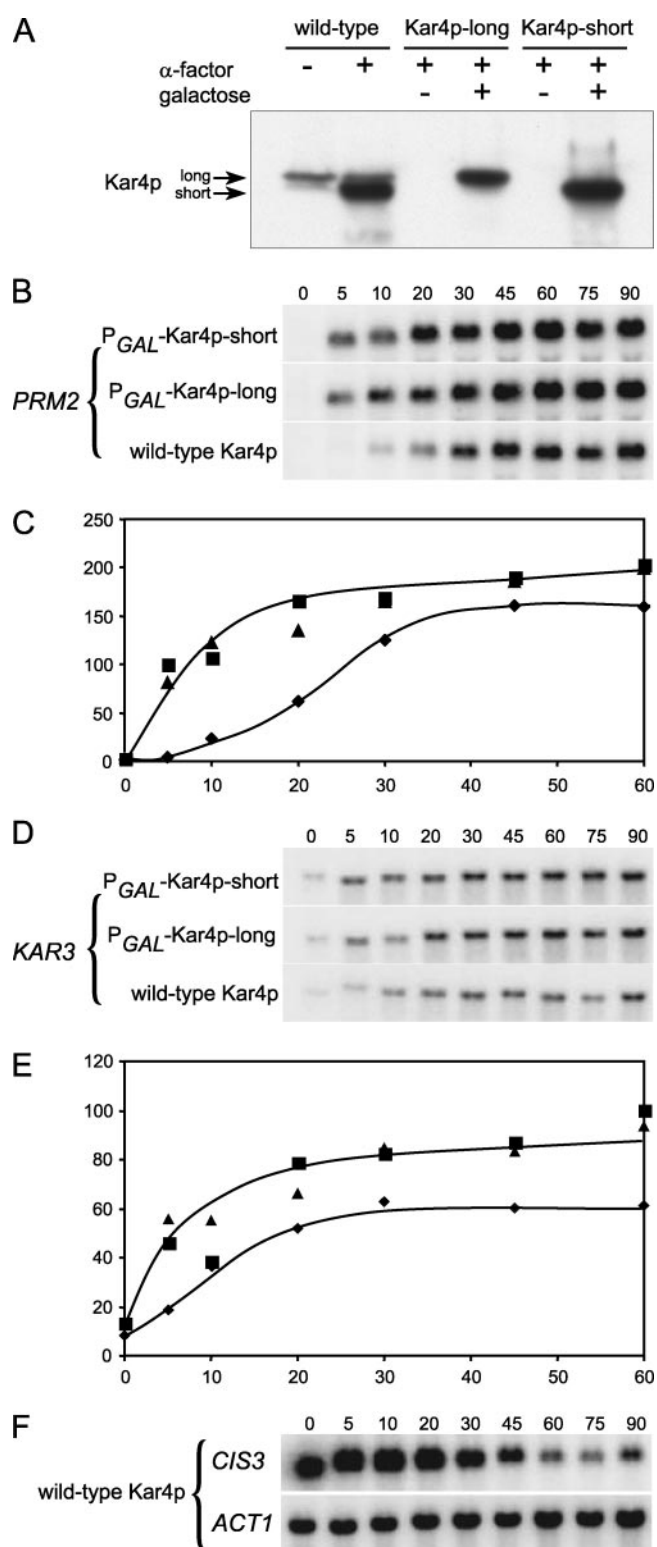 A
wild-type Kar4p-long Kar4p-short
α-factor - + + + + +
galactose - + - +
Kar4p long short
B
0 5 10 20 30 45 60 75 90
PRM2
PGAL-Kar4p-short
PGAL-Kar4p-long
wild-type Kar4p
C
250
200
150
100
50
0
0 10 20 30 40 50 60
D
0 5 10 20 30 45 60 75 90
KAR3
PGAL-Kar4p-short
PGAL-Kar4p-long
wild-type Kar4p
E
120
100
80
60
40
20
0
0 10 20 30 40 50 60
F
0 5 10 20 30 45 60 75 90
wild-type Kar4p
CIS3
ACT1